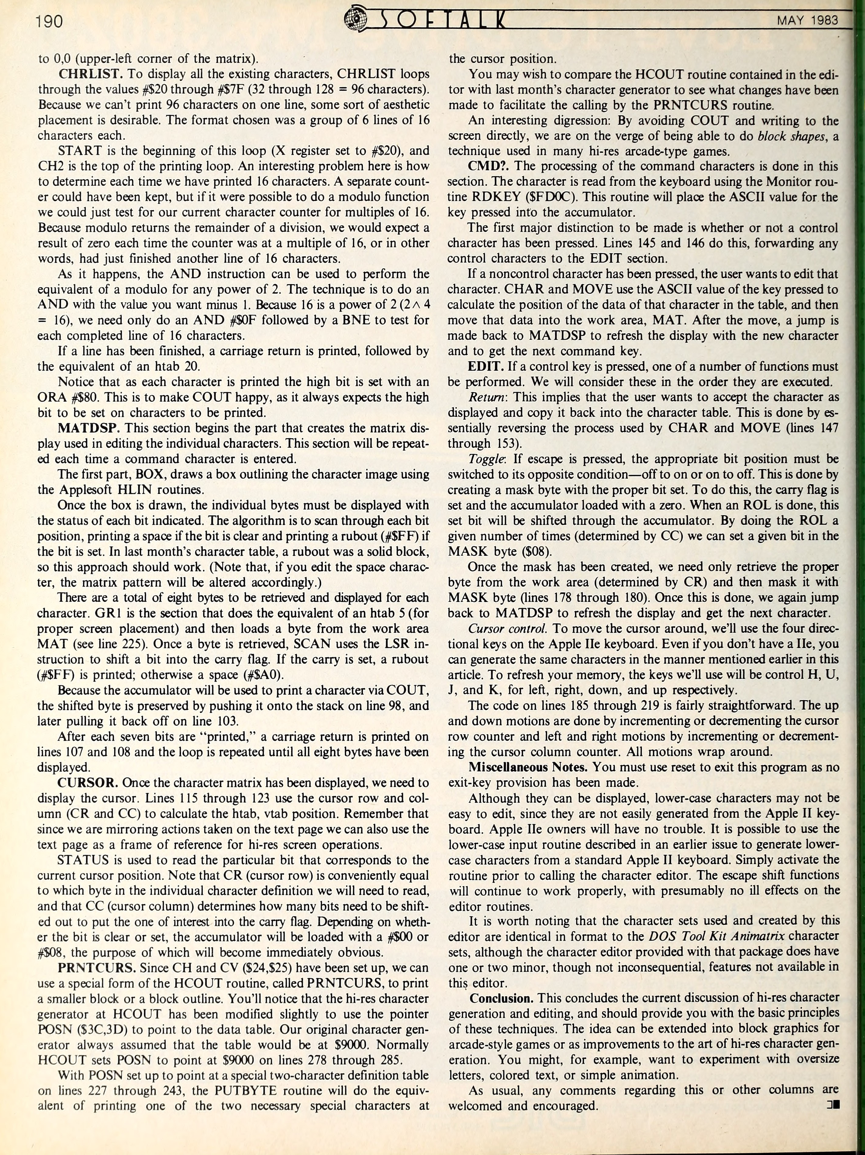 190
SOFTALK
MAY 1983
to 0,0 (upper-left corner of the matrix).
CHRLIST. To display all the existing characters, CHRLIST loops
through the values #$20 through #$7F (32 through 128 = 96 characters).
Because we can't print 96 characters on one line, some sort of aesthetic
placement is desirable. The format chosen was a group of 6 lines of 16
characters each.
START is the beginning of this loop (X register set to #$20), and
CH2 is the top of the printing loop. An interesting problem here is how
to determine each time we have printed 16 characters. A separate count-
er could have been kept, but if it were possible to do a modulo function
we could just test for our current character counter for multiples of 16.
Because modulo returns the remainder of a division, we would expect a
result of zero each time the counter was at a multiple of 16, or in other
words, had just finished another line of 16 characters.
As it happens, the AND instruction can be used to perform the
equivalent of a modulo for any power of 2. The technique is to do an
AND with the value you want minus 1. Because 16 is a power of 2 (2∧4
= 16), we need only do an AND #$0F followed by a BNE to test for
each completed line of 16 characters.
If a line has been finished, a carriage return is printed, followed by
the equivalent of an htab 20.
Notice that as each character is printed the high bit is set with an
ORA #$80. This is to make COUT happy, as it always expects the high
bit to be set on characters to be printed.
MATDSP. This section begins the part that creates the matrix dis-
play used in editing the individual characters. This section will be repeat-
ed each time a command character is entered.
The first part, BOX, draws a box outlining the character image using
the Applesoft HLIN routines.
Once the box is drawn, the individual bytes must be displayed with
the status of each bit indicated. The algorithm is to scan through each bit
position, printing a space if the bit is clear and printing a rubout (#$FF) if
the bit is set. In last month's character table, a rubout was a solid block,
so this approach should work. (Note that, if you edit the space charac-
ter, the matrix pattern will be altered accordingly.)
There are a total of eight bytes to be retrieved and displayed for each
character. GR1 is the section that does the equivalent of an htab 5 (for
proper screen placement) and then loads a byte from the work area
MAT (see line 225). Once a byte is retrieved, SCAN uses the LSR in-
struction to shift a bit into the carry flag. If the carry is set, a rubout
(#$FF) is printed; otherwise a space (#$A0).
Because the accumulator will be used to print a character via COUT,
the shifted byte is preserved by pushing it onto the stack on line 98, and
later pulling it back off on line 103.
After each seven bits are "printed," a carriage return is printed on
lines 107 and 108 and the loop is repeated until all eight bytes have been
displayed.
CURSOR. Once the character matrix has been displayed, we need to
display the cursor. Lines 115 through 123 use the cursor row and col-
umn (CR and CC) to calculate the htab, vtab position. Remember that
since we are mirroring actions taken on the text page we can also use the
text page as a frame of reference for hi-res screen operations.
STATUS is used to read the particular bit that corresponds to the
current cursor position. Note that CR (cursor row) is conveniently equal
to which byte in the individual character definition we will need to read,
and that CC (cursor column) determines how many bits need to be shift-
ed out to put the one of interest into the carry flag. Depending on wheth-
er the bit is clear or set, the accumulator will be loaded with a #$00 or
#$08, the purpose of which will become immediately obvious.
PRNTCURS. Since CH and CV ($24,$25) have been set up, we can
use a special form of the HCOUT routine, called PRNTCURS, to print
a smaller block or a block outline. You'll notice that the hi-res character
generator at HCOUT has been modified slightly to use the pointer
POSN ($3C,3D) to point to the data table. Our original character gen-
erator always assumed that the table would be at $9000. Normally
HCOUT sets POSN to point at $9000 on lines 278 through 285.
With POSN set up to point at a special two-character definition table
on lines 227 through 243, the PUTBYTE routine will do the equiv-
alent of printing one of the two necessary special characters at
the cursor position.
You may wish to compare the HCOUT routine contained in the edi-
tor with last month's character generator to see what changes have been
made to facilitate the calling by the PRNTCURS routine.
An interesting digression: By avoiding COUT and writing to the
screen directly, we are on the verge of being able to do block shapes, a
technique used in many hi-res arcade-type games.
CMD?. The processing of the command characters is done in this
section. The character is read from the keyboard using the Monitor rou-
tine RDKEY ($FD0C). This routine will place the ASCII value for the
key pressed into the accumulator.
The first major distinction to be made is whether or not a control
character has been pressed. Lines 145 and 146 do this, forwarding any
control characters to the EDIT section.
If a noncontrol character has been pressed, the user wants to edit that
character. CHAR and MOVE use the ASCII value of the key pressed to
calculate the position of the data of that character in the table, and then
move that data into the work area, MAT. After the move, a jump is
made back to MATDSP to refresh the display with the new character
and to get the next command key.
EDIT. If a control key is pressed, one of a number of functions must
be performed. We will consider these in the order they are executed.
Return: This implies that the user wants to accept the character as
displayed and copy it back into the character table. This is done by es-
sentially reversing the process used by CHAR and MOVE (lines 147
through 153).
Toggle: If escape is pressed, the appropriate bit position must be
switched to its opposite condition—off to on or on to off. This is done by
creating a mask byte with the proper bit set. To do this, the carry flag is
set and the accumulator loaded with a zero. When an ROL is done, this
set bit will be shifted through the accumulator. By doing the ROL a
given number of times (determined by CC) we can set a given bit in the
MASK byte ($08).
Once the mask has been created, we need only retrieve the proper
byte from the work area (determined by CR) and then mask it with
MASK byte (lines 178 through 180). Once this is done, we again jump
back to MATDSP to refresh the display and get the next character.
Cursor control. To move the cursor around, we'll use the four direc-
tional keys on the Apple IIe keyboard. Even if you don't have a IIe, you
can generate the same characters in the manner mentioned earlier in this
article. To refresh your memory, the keys we'll use will be control H, U,
J, and K, for left, right, down, and up respectively.
The code on lines 185 through 219 is fairly straightforward. The up
and down motions are done by incrementing or decrementing the cursor
row counter and left and right motions by incrementing or decrement-
ing the cursor column counter. All motions wrap around.
Miscellaneous Notes. You must use reset to exit this program as no
exit-key provision has been made.
Although they can be displayed, lower-case characters may not be
easy to edit, since they are not easily generated from the Apple II key-
board. Apple IIe owners will have no trouble. It is possible to use the
lower-case input routine described in an earlier issue to generate lower-
case characters from a standard Apple II keyboard. Simply activate the
routine prior to calling the character editor. The escape shift functions
will continue to work properly, with presumably no ill effects on the
editor routines.
It is worth noting that the character sets used and created by this
editor are identical in format to the DOS Tool Kit Animatrix character
sets, although the character editor provided with that package does have
one or two minor, though not inconsequential, features not available in
this editor.
Conclusion. This concludes the current discussion of hi-res character
generation and editing, and should provide you with the basic principles
of these techniques. The idea can be extended into block graphics for
arcade-style games or as improvements to the art of hi-res character gen-
eration. You might, for example, want to experiment with oversize
letters, colored text, or simple animation.
As usual, any comments regarding this or other columns are
welcomed and encouraged.